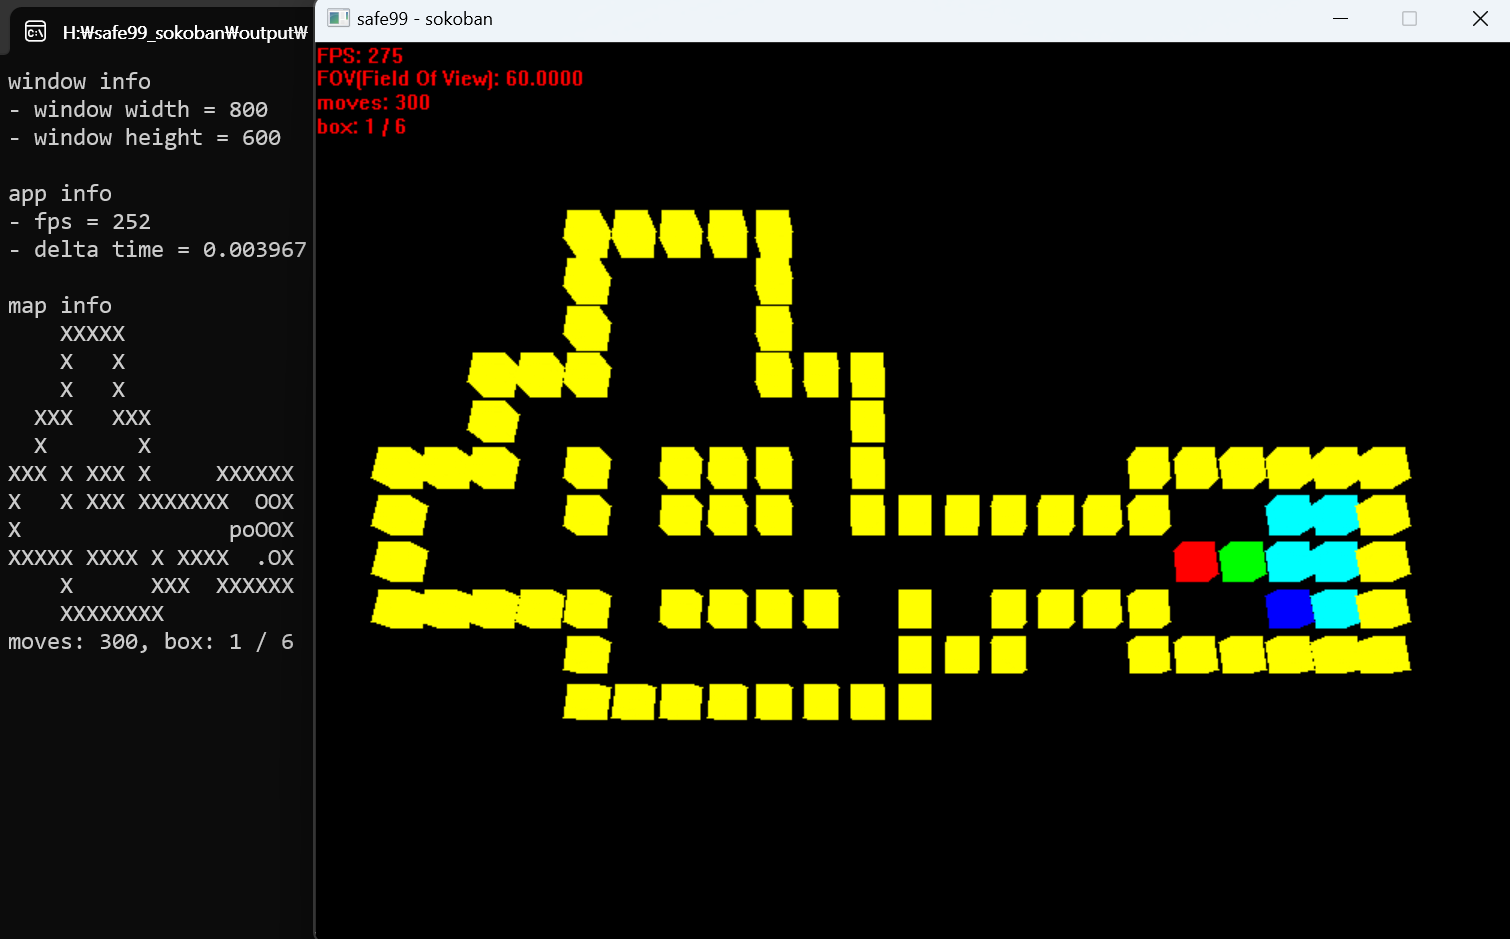 H:₩safe99_sokoban₩output₩
window info
- window width = 800
- window height = 600
app info
- fps = 252
- delta time = 0.003967
map info
    XXXXX
    X   X
    X   X
  XXX   XXX
  X       X
XXX X XXX X     XXXXXX
X   X XXX XXXXXXX  OOX
X                poOOX
XXXXX XXXX X XXXX  .OX
    X      XXX  XXXXXX
    XXXXXXXX
moves: 300, box: 1 / 6
safe99 - sokoban
FPS: 275
FOV(Field Of View): 60.0000
moves: 300
box: 1 / 6